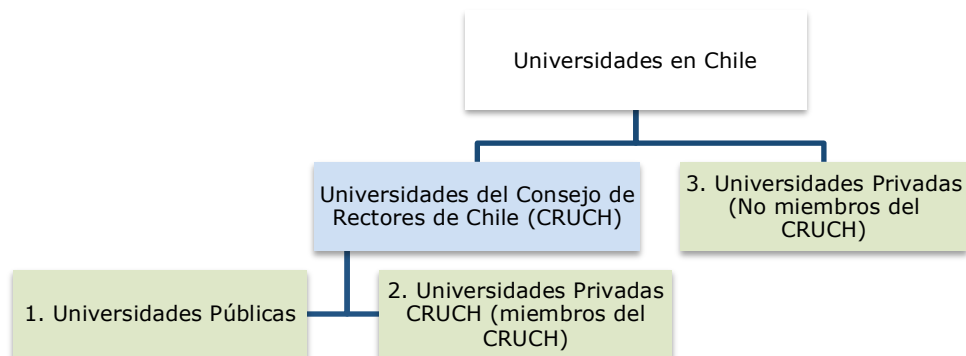 Universidades en Chile
Universidades del Consejo de
Rectores de Chile (CRUCH)
3. Universidades Privadas
(No miembros del
CRUCH)
1. Universidades Públicas
2. Universidades Privadas
CRUCH (miembros del
CRUCH)